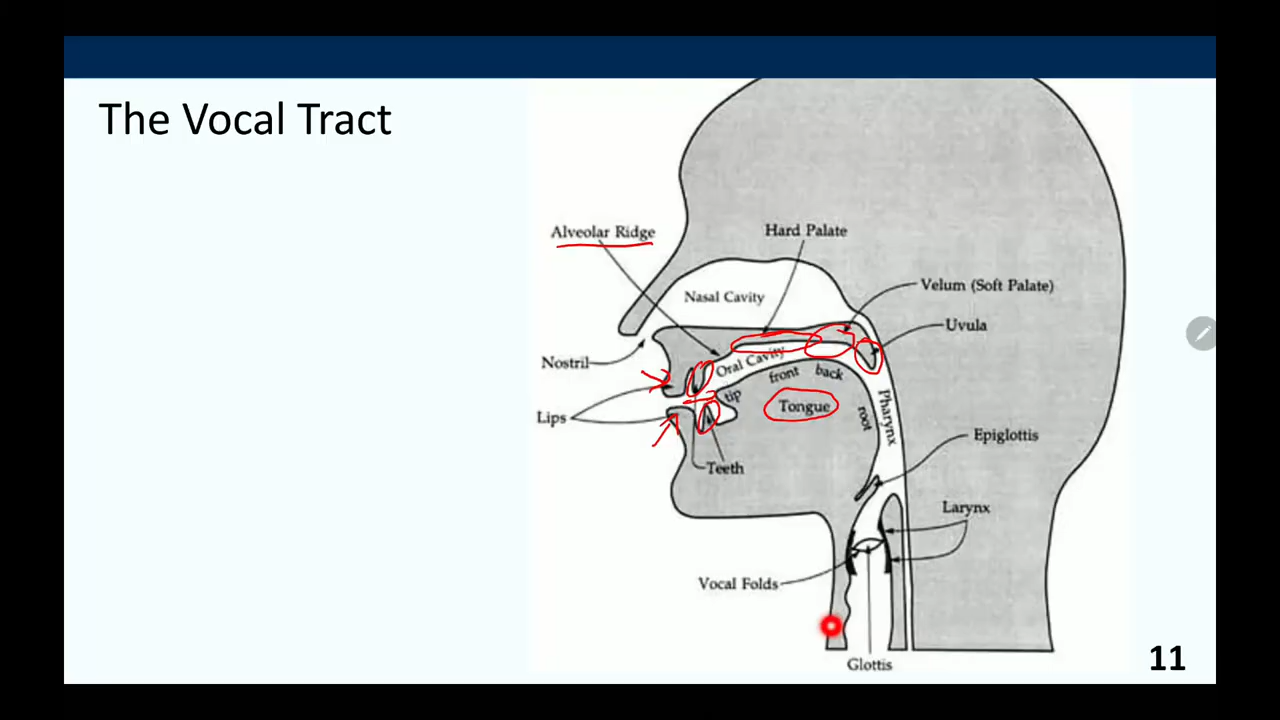 The Vocal Tract
Alveolar Ridge
Hard Palate
Nasal Cavity
Velum (Soft Palate)
Uvula
Nostril
Oral Cavity
front
back
tip
Tongue
Lips
root
Pharynx
Epiglottis
Teeth
Larynx
Vocal Folds
Glottis
11